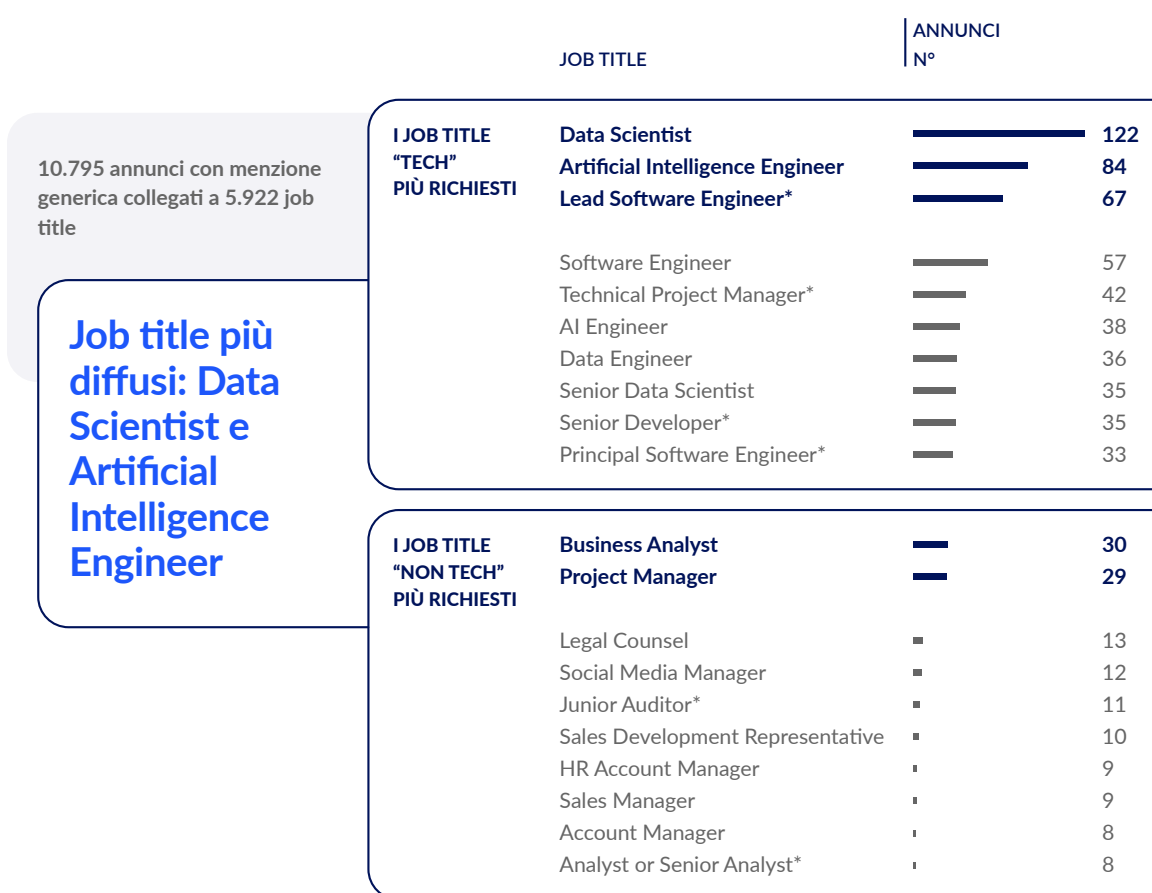 JOB TITLE
ANNUNCI
N°
10.795 annunci con menzione
generica collegati a 5.922 job
title
Job title più
diffusi: Data
Scientist e
Artificial
Intelligence
Engineer
I JOB TITLE
“TECH”
PIÙ RICHIESTI
Data Scientist 122
Artificial Intelligence Engineer 84
Lead Software Engineer* 67
Software Engineer 57
Technical Project Manager* 42
AI Engineer 38
Data Engineer 36
Senior Data Scientist 35
Senior Developer* 35
Principal Software Engineer* 33
I JOB TITLE
“NON TECH”
PIÙ RICHIESTI
Business Analyst 30
Project Manager 29
Legal Counsel 13
Social Media Manager 12
Junior Auditor* 11
Sales Development Representative 10
HR Account Manager 9
Sales Manager 9
Account Manager 8
Analyst or Senior Analyst* 8